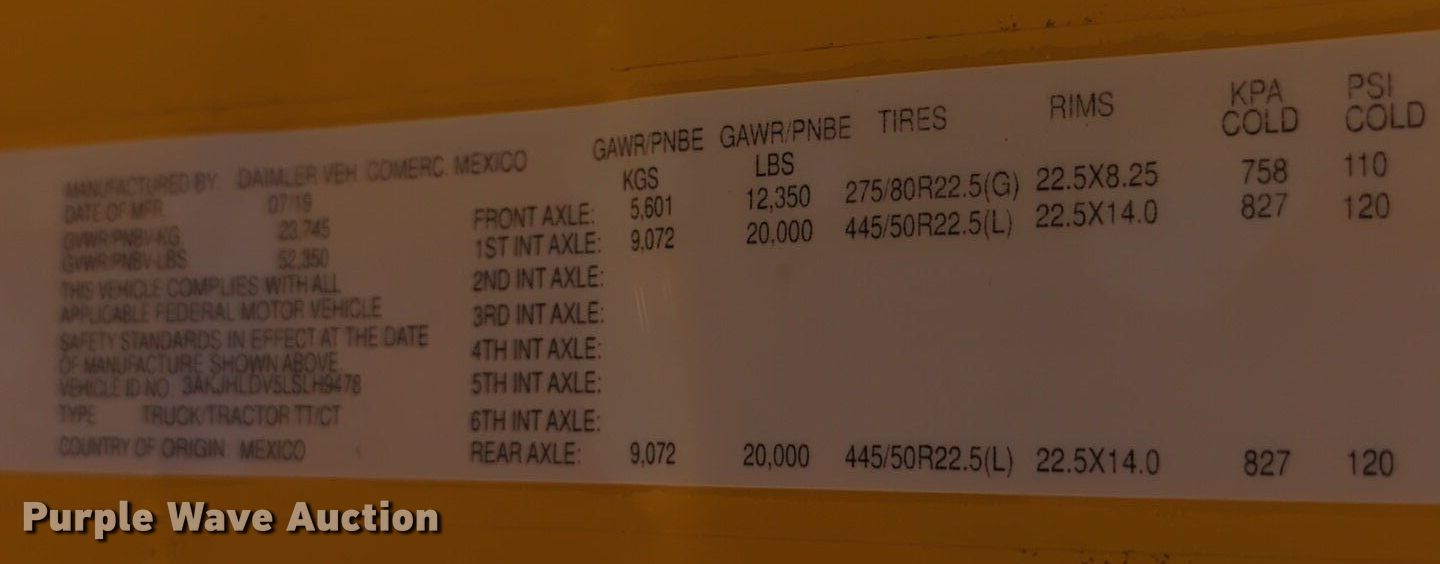 MANUFACTURED BY: DAIMLER VEH. COMERC. MEXICO
DATE OF MFR 07/19
GVWR/PNBV-KG 23,745
GVWR/PNBV-LBS 52,350
THIS VEHICLE COMPLIES WITH ALL
APPLICABLE FEDERAL MOTOR VEHICLE
SAFETY STANDARDS IN EFFECT AT THE DATE
OF MANUFACTURE SHOWN ABOVE
VEHICLE ID NO. 3AKJHLDV5LSLH9478
TYPE TRUCK/TRACTOR TT/CT
COUNTRY OF ORIGIN: MEXICO
GAWR/PNBE KGS GAWR/PNBE LBS TIRES RIMS KPA COLD PSI COLD
FRONT AXLE: 5,601 12,350 275/80R22.5(G) 22.5X8.25 758 110
1ST INT AXLE: 9,072 20,000 445/50R22.5(L) 22.5X14.0 827 120
2ND INT AXLE:
3RD INT AXLE:
4TH INT AXLE:
5TH INT AXLE:
6TH INT AXLE:
REAR AXLE: 9,072 20,000 445/50R22.5(L) 22.5X14.0 827 120
Purple Wave Auction